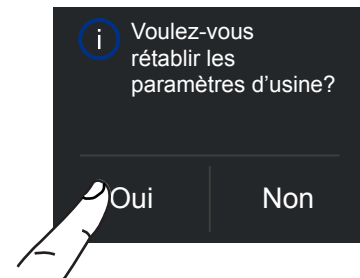 i
Voulez-vous
rétablir les
paramètres d'usine?
Oui
Non